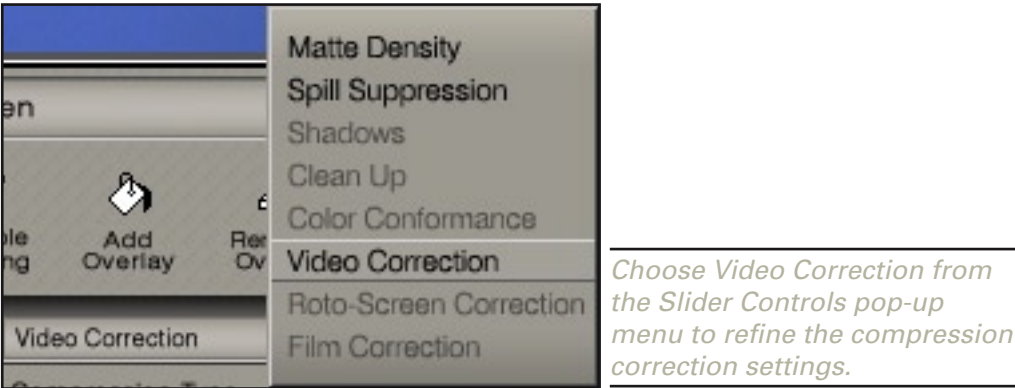 en
Add
Overlay
Video Correction
Matte Density
Spill Suppression
Shadows
Clean Up
Color Conformance
Video Correction
Roto-Screen Correction
Film Correction
Choose Video Correction from
the Slider Controls pop-up
menu to refine the compression
correction settings.